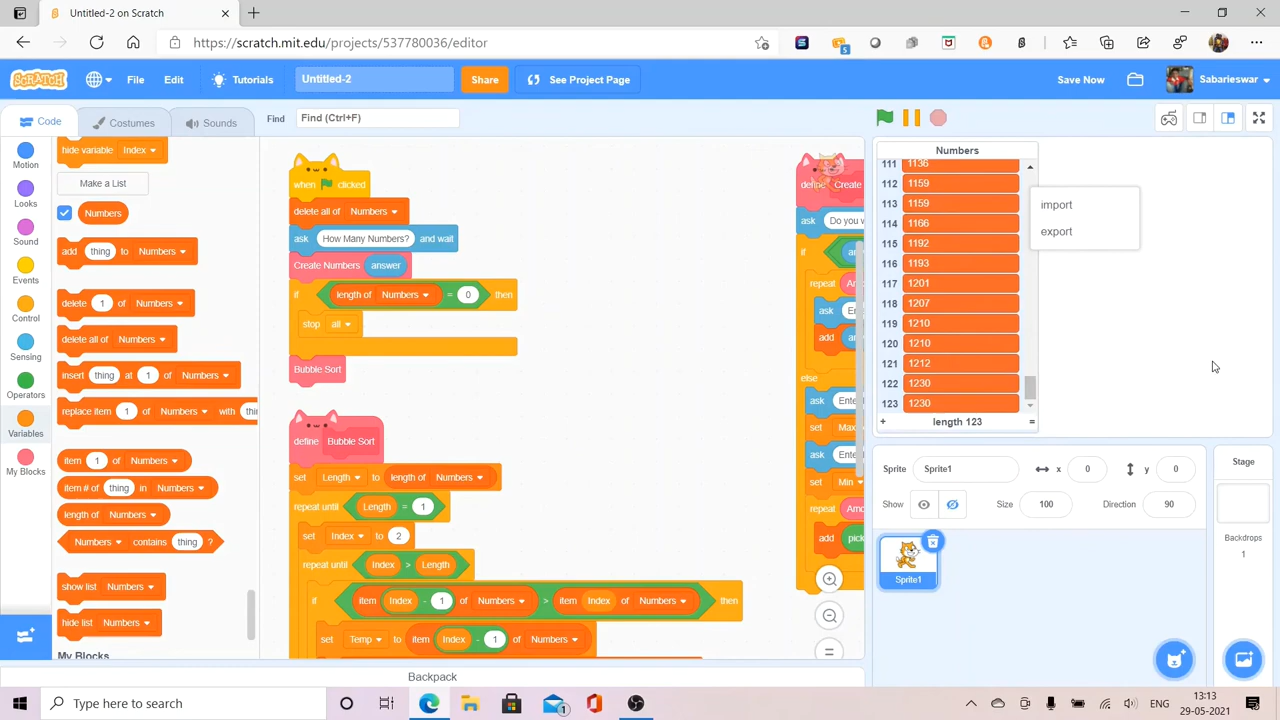 Untitled-2 on Scratch
https://scratch.mit.edu/projects/537780036/editor
5
SCRATCH
File
Edit
Tutorials
Untitled-2
Share
See Project Page
Save Now
Sabarieswar
Code
Costumes
Sounds
Find
Find (Ctrl+F)
Motion
Looks
Sound
Events
Control
Sensing
Operators
Variables
My Blocks
hide variable Index
Make a List
Numbers
add thing to Numbers
delete 1 of Numbers
delete all of Numbers
insert thing at 1 of Numbers
replace item 1 of Numbers with thi
item 1 of Numbers
item # of thing in Numbers
length of Numbers
Numbers contains thing ?
show list Numbers
hide list Numbers
My Blocks
when clicked
delete all of Numbers
ask How Many Numbers? and wait
Create Numbers answer
if length of Numbers = 0 then
stop all
Bubble Sort
define Bubble Sort
set Length to length of Numbers
repeat until Length = 1
set Index to 2
repeat until Index > Length
if item Index - 1 of Numbers > item Index of Numbers then
set Temp to item Index - 1 of Numbers
Create
ask Do you w
if
repeat
ask
add
else
ask
set
ask
set
repeat
add
Numbers
111 1136
112 1159
113 1159
114 1166
115 1192
116 1193
117 1201
118 1207
119 1210
120 1210
121 1212
122 1230
123 1230
+ length 123 =
import
export
Sprite Sprite1 x 0 y 0
Show Size 100 Direction 90
Sprite1
Stage
Backdrops
1
Backpack
Type here to search
1
ENG
13:13
29-05-2021